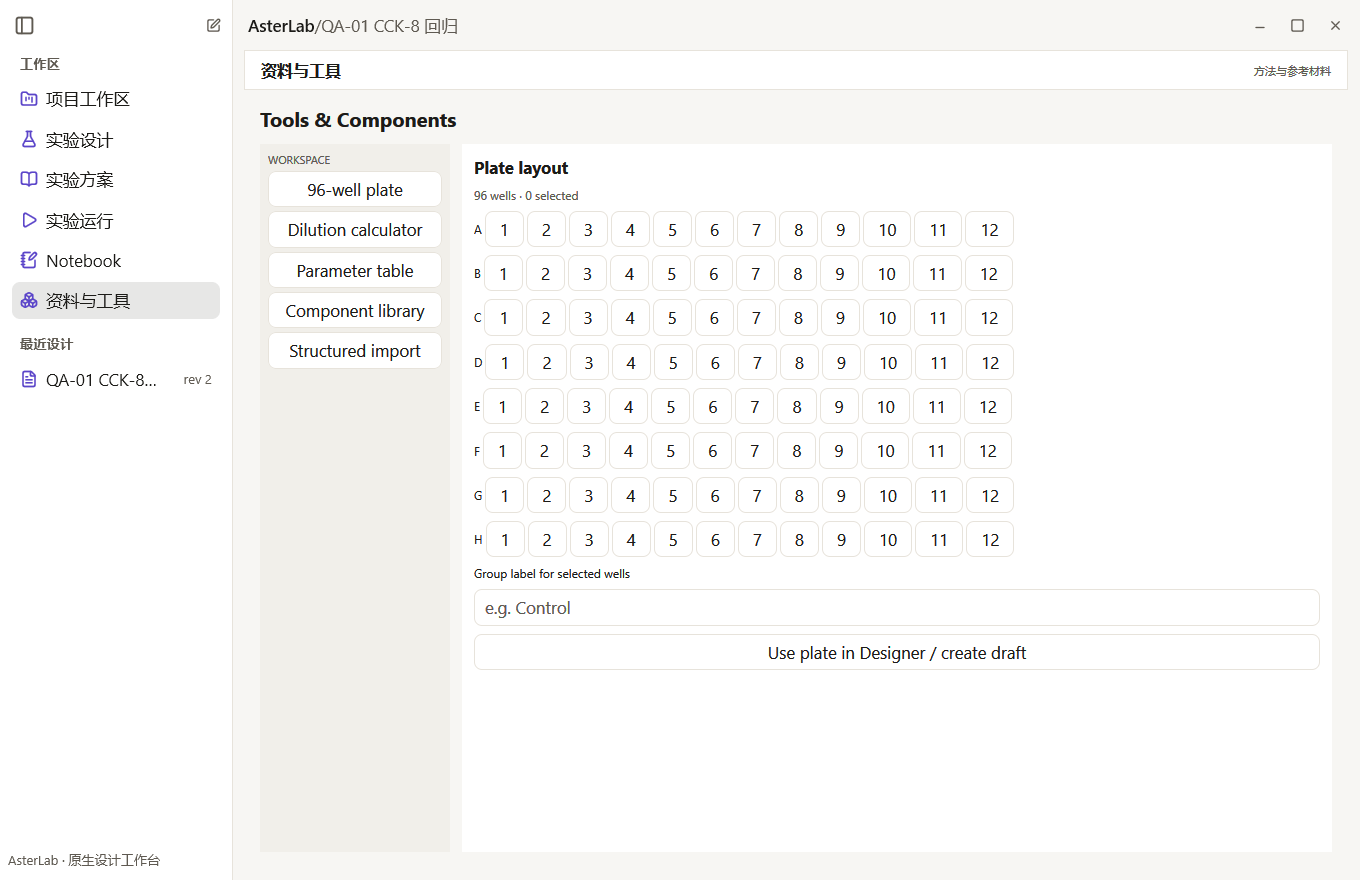 AsterLab/QA-01 CCK-8 回归
工作区
项目工作区
实验设计
实验方案
实验运行
Notebook
资料与工具
最近设计
QA-01 CCK-8... rev 2
AsterLab · 原生设计工作台
资料与工具 方法与参考材料
Tools & Components
WORKSPACE
96-well plate
Dilution calculator
Parameter table
Component library
Structured import
Plate layout
96 wells · 0 selected
A 1 2 3 4 5 6 7 8 9 10 11 12
B 1 2 3 4 5 6 7 8 9 10 11 12
C 1 2 3 4 5 6 7 8 9 10 11 12
D 1 2 3 4 5 6 7 8 9 10 11 12
E 1 2 3 4 5 6 7 8 9 10 11 12
F 1 2 3 4 5 6 7 8 9 10 11 12
G 1 2 3 4 5 6 7 8 9 10 11 12
H 1 2 3 4 5 6 7 8 9 10 11 12
Group label for selected wells
e.g. Control
Use plate in Designer / create draft